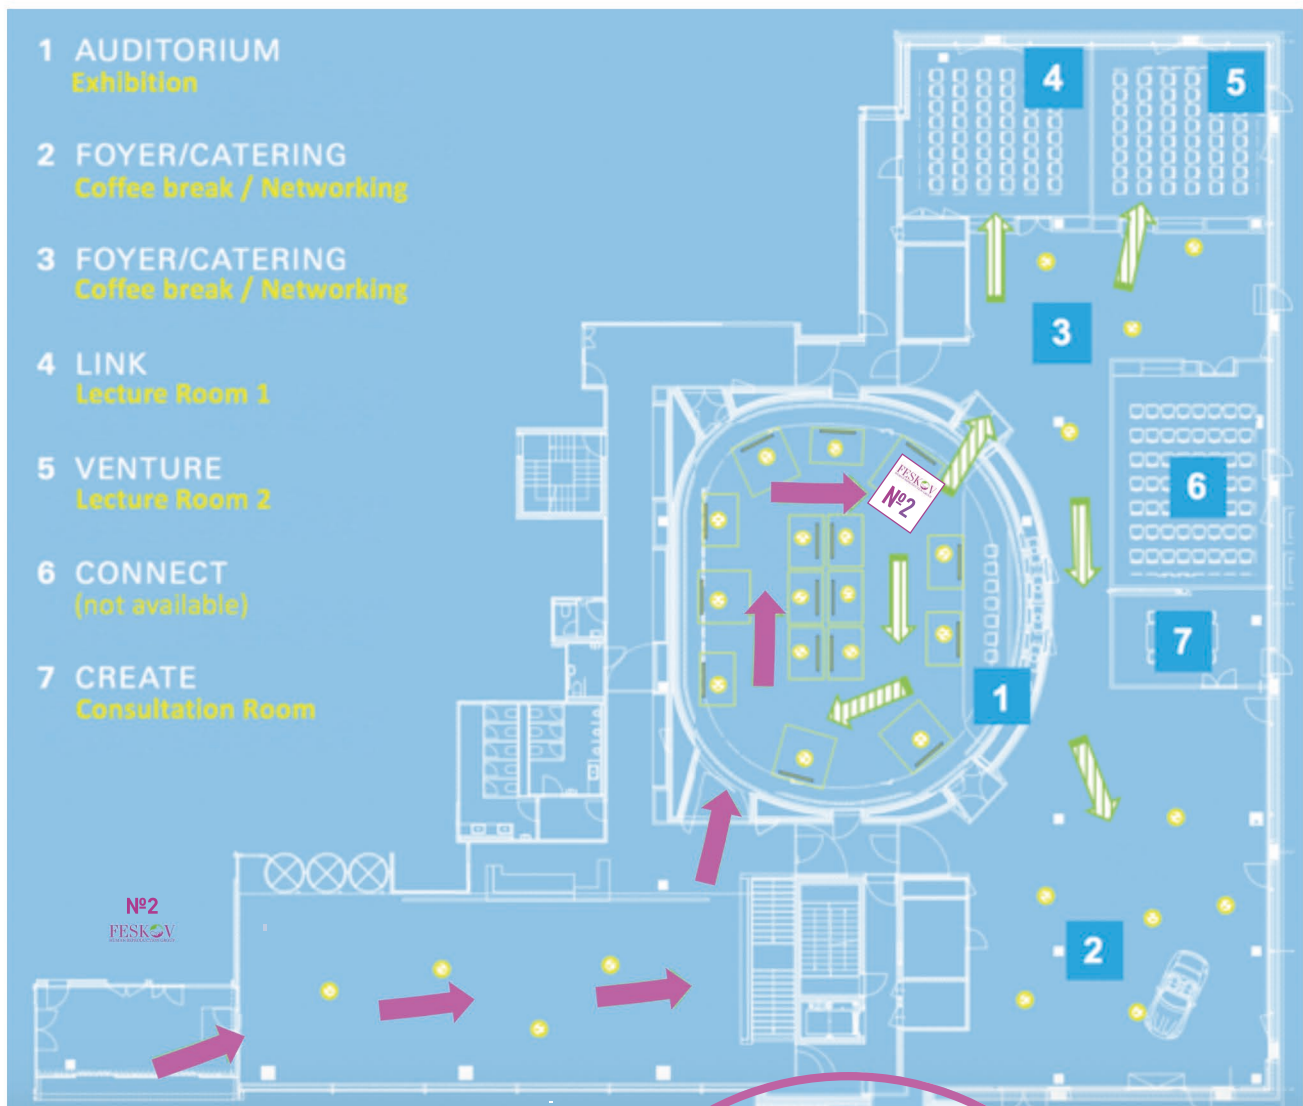 1 AUDITORIUM
Exhibition
2 FOYER/CATERING
Coffee break / Networking
3 FOYER/CATERING
Coffee break / Networking
4 LINK
Lecture Room 1
5 VENTURE
Lecture Room 2
6 CONNECT
(not available)
7 CREATE
Consultation Room
4
5
3
6
7
1
2
FESKOV
№2
№2
FESKOV